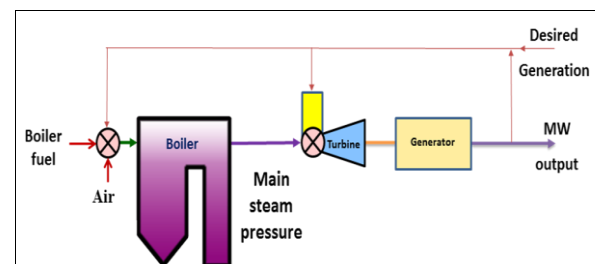 Desired
Generation
Boiler
fuel
Air
Boiler
Main
steam
pressure
Turbine
Generator
MW
output